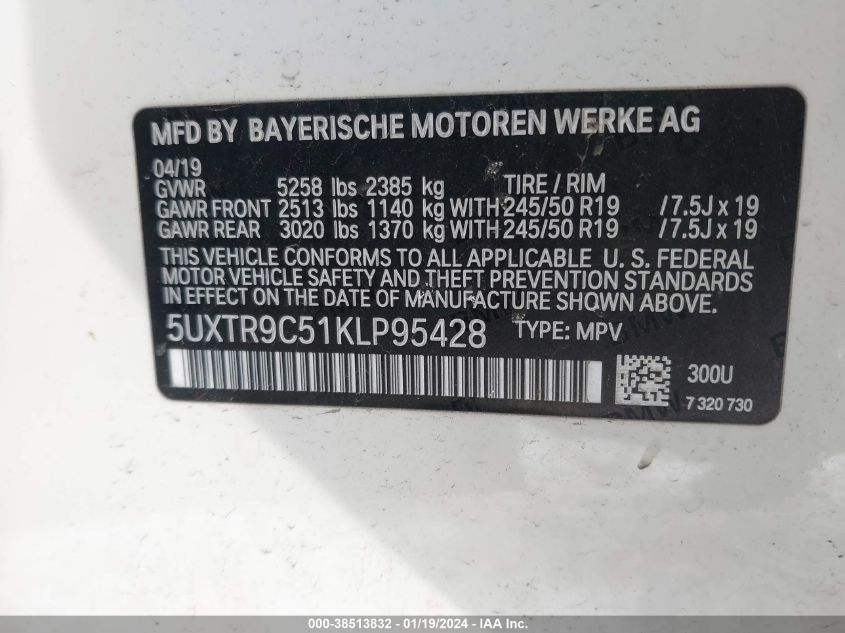 MFD BY BAYERISCHE MOTOREN WERKE AG
04/19
GVWR 5258 lbs 2385 kg TIRE / RIM
GAWR FRONT 2513 lbs 1140 kg WITH 245/50 R19 /7.5J x 19
GAWR REAR 3020 lbs 1370 kg WITH 245/50 R19 /7.5J x 19
THIS VEHICLE CONFORMS TO ALL APPLICABLE U. S. FEDERAL
MOTOR VEHICLE SAFETY AND THEFT PREVENTION STANDARDS
IN EFFECT ON THE DATE OF MANUFACTURE SHOWN ABOVE.
5UXTR9C51KLP95428 TYPE: MPV
300U
7 320 730
000-38513832 - 01/19/2024 - IAA Inc.